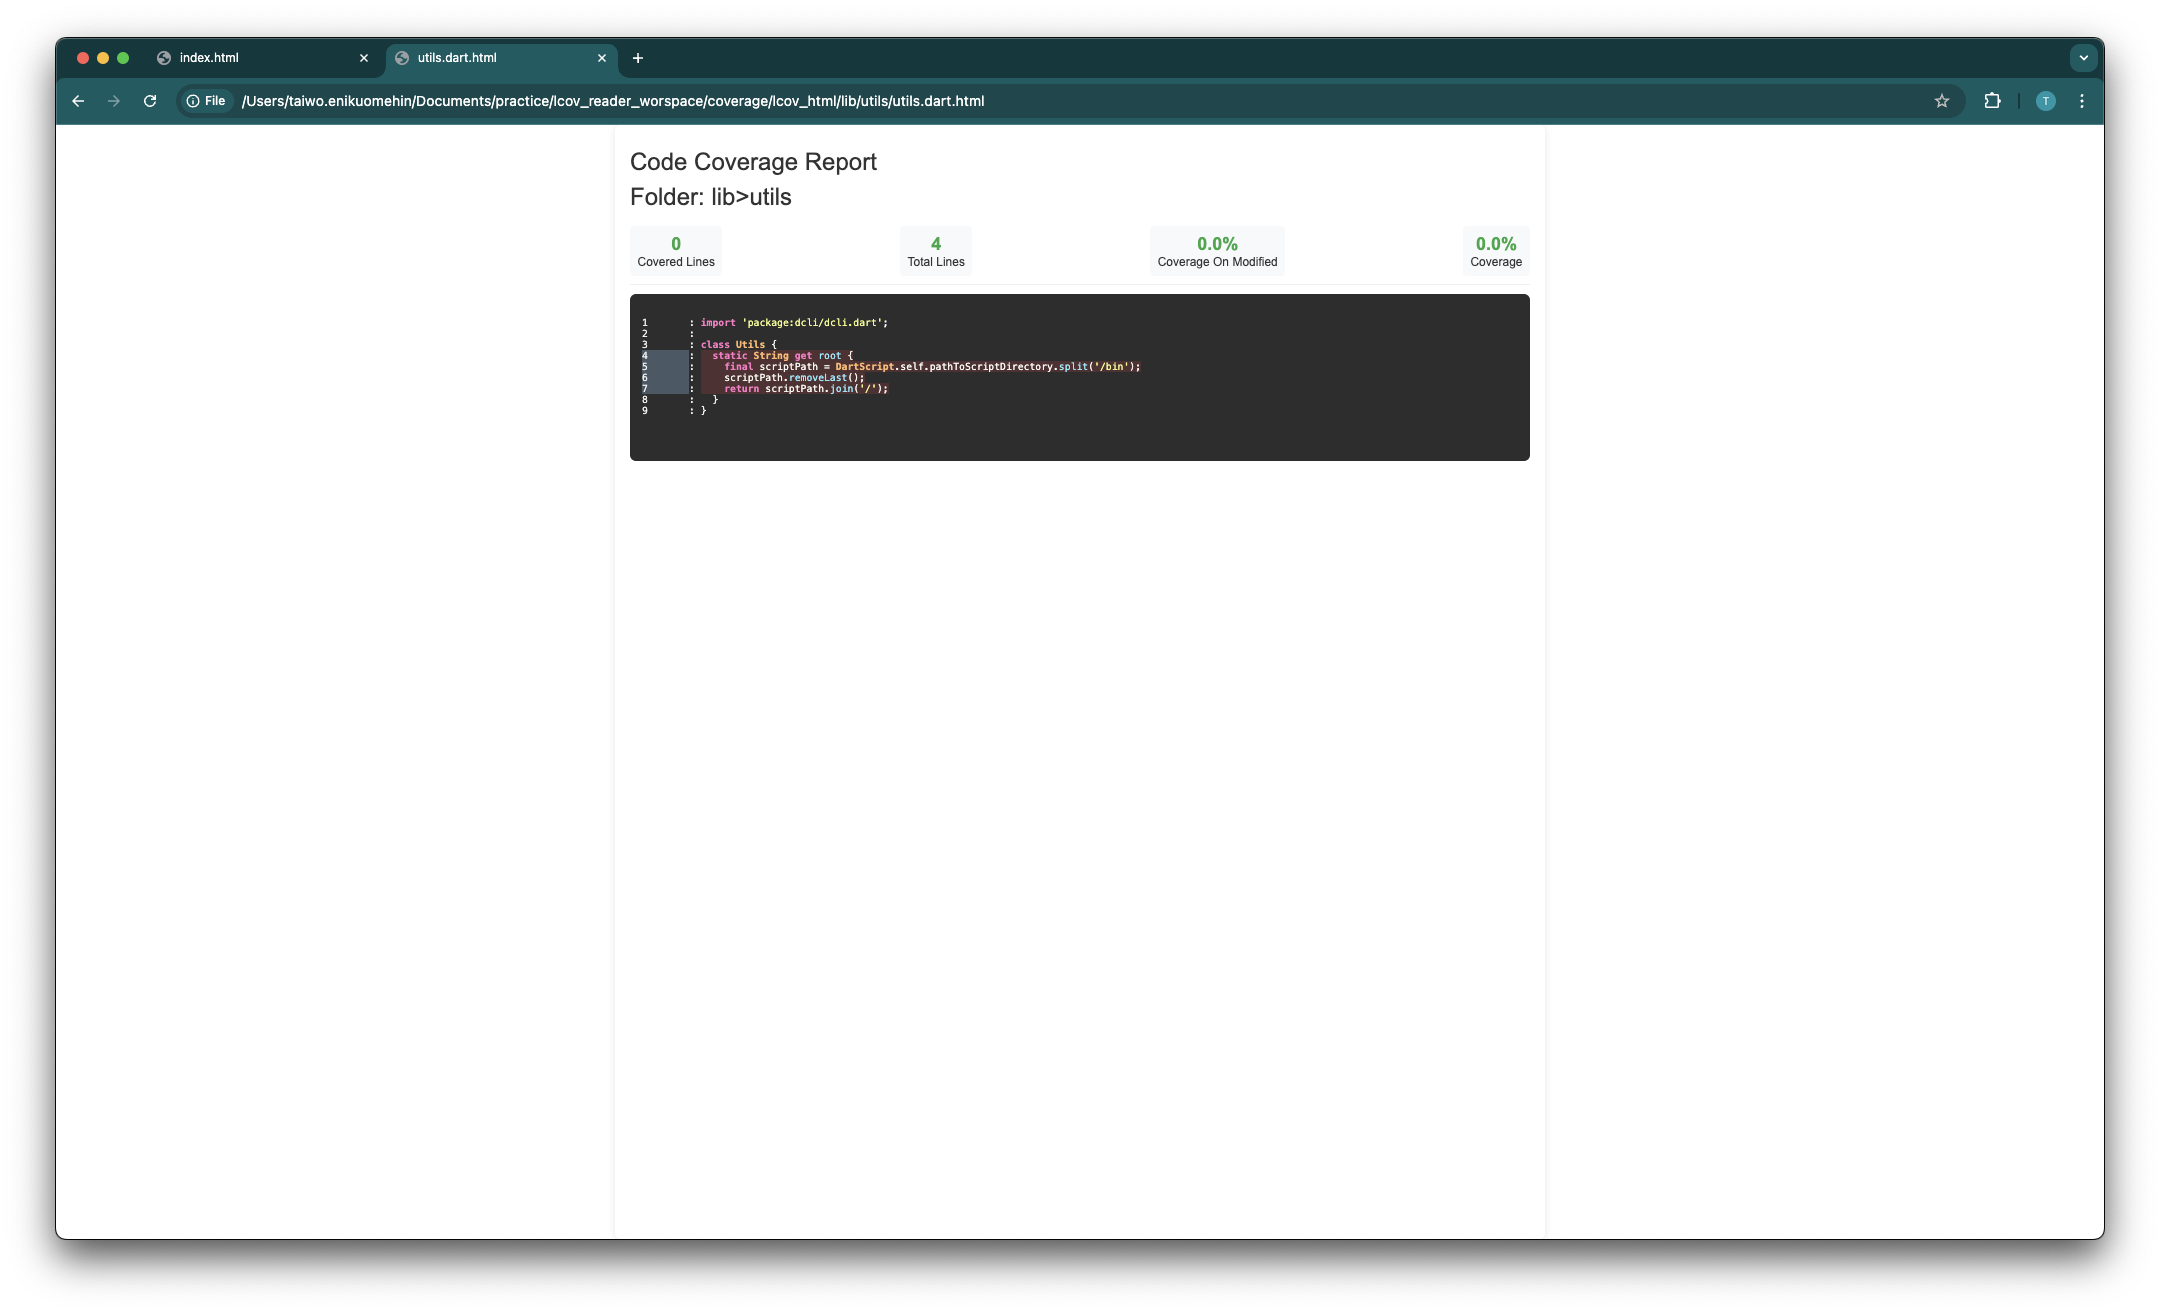 index.html
utils.dart.html
File /Users/taiwo.enikuomehin/Documents/practice/lcov_reader_worspace/coverage/lcov_html/lib/utils/utils.dart.html
T
Code Coverage Report
Folder: lib>utils
0
Covered Lines
4
Total Lines
0.0%
Coverage On Modified
0.0%
Coverage
1 : import 'package:dcli/dcli.dart';
2 :
3 : class Utils {
4 : static String get root {
5 : final scriptPath = DartScript.self.pathToScriptDirectory.split('/bin');
6 : scriptPath.removeLast();
7 : return scriptPath.join('/');
8 : }
9 : }